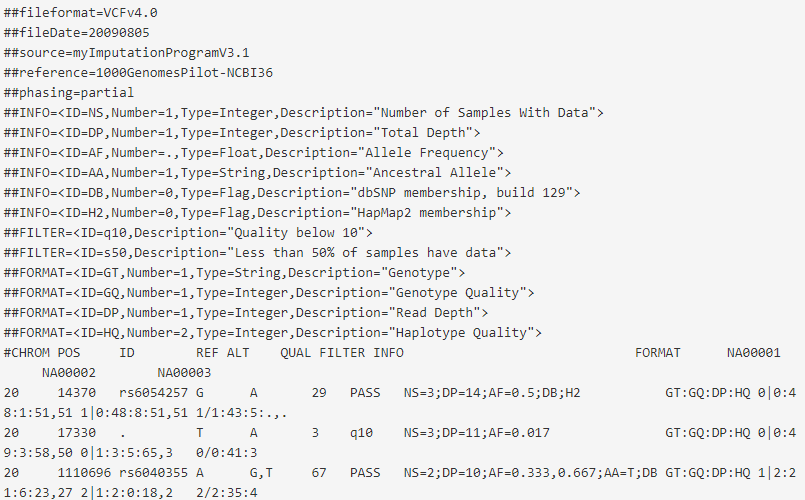 ##fileformat=VCFv4.0
##fileDate=20090805
##source=myImputationProgramV3.1
##reference=1000GenomesPilot-NCBI36
##phasing=partial
##INFO=<ID=NS,Number=1,Type=Integer,Description="Number of Samples With Data">
##INFO=<ID=DP,Number=1,Type=Integer,Description="Total Depth">
##INFO=<ID=AF,Number=.,Type=Float,Description="Allele Frequency">
##INFO=<ID=AA,Number=1,Type=String,Description="Ancestral Allele">
##INFO=<ID=DB,Number=0,Type=Flag,Description="dbSNP membership, build 129">
##INFO=<ID=H2,Number=0,Type=Flag,Description="HapMap2 membership">
##FILTER=<ID=q10,Description="Quality below 10">
##FILTER=<ID=s50,Description="Less than 50% of samples have data">
##FORMAT=<ID=GT,Number=1,Type=String,Description="Genotype">
##FORMAT=<ID=GQ,Number=1,Type=Integer,Description="Genotype Quality">
##FORMAT=<ID=DP,Number=1,Type=Integer,Description="Read Depth">
##FORMAT=<ID=HQ,Number=2,Type=Integer,Description="Haplotype Quality">
#CHROM POS     ID        REF ALT    QUAL FILTER INFO                              FORMAT      NA00001
     NA00002        NA00003
20     14370   rs6054257 G      A       29   PASS   NS=3;DP=14;AF=0.5;DB;H2           GT:GQ:DP:HQ 0|0:4
8:1:51,51 1|0:48:8:51,51 1/1:43:5:.,.
20     17330   .         T      A       3    q10    NS=3;DP=11;AF=0.017               GT:GQ:DP:HQ 0|0:4
9:3:58,50 0|1:3:5:65,3   0/0:41:3
20     1110696 rs6040355 A      G,T     67   PASS   NS=2;DP=10;AF=0.333,0.667;AA=T;DB GT:GQ:DP:HQ 1|2:2
1:6:23,27 2|1:2:0:18,2   2/2:35:4